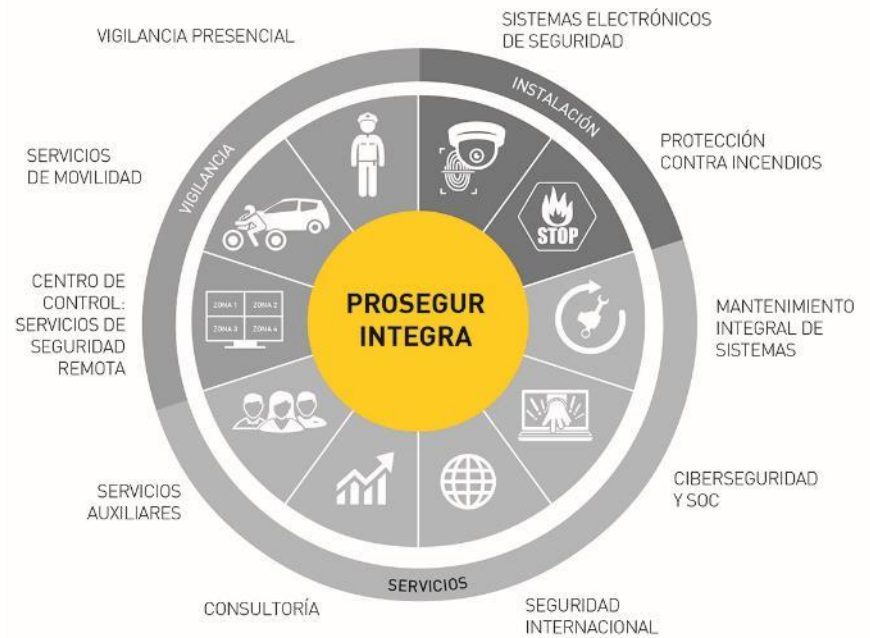 VIGILANCIA PRESENCIAL
SISTEMAS ELECTRÓNICOS
DE SEGURIDAD
INSTALACIÓN
PROTECCIÓN
CONTRA INCENDIOS
SERVICIOS
DE MOVILIDAD
VIGILANCIA
STOP
CENTRO DE
CONTROL:
SERVICIOS DE
SEGURIDAD
REMOTA
ZONA 1
ZONA 2
ZONA 3
ZONA 4
PROSEGUR
INTEGRA
MANTENIMIENTO
INTEGRAL DE
SISTEMAS
SERVICIOS
AUXILIARES
CIBERSEGURIDAD
Y SOC
SERVICIOS
CONSULTORÍA
SEGURIDAD
INTERNACIONAL